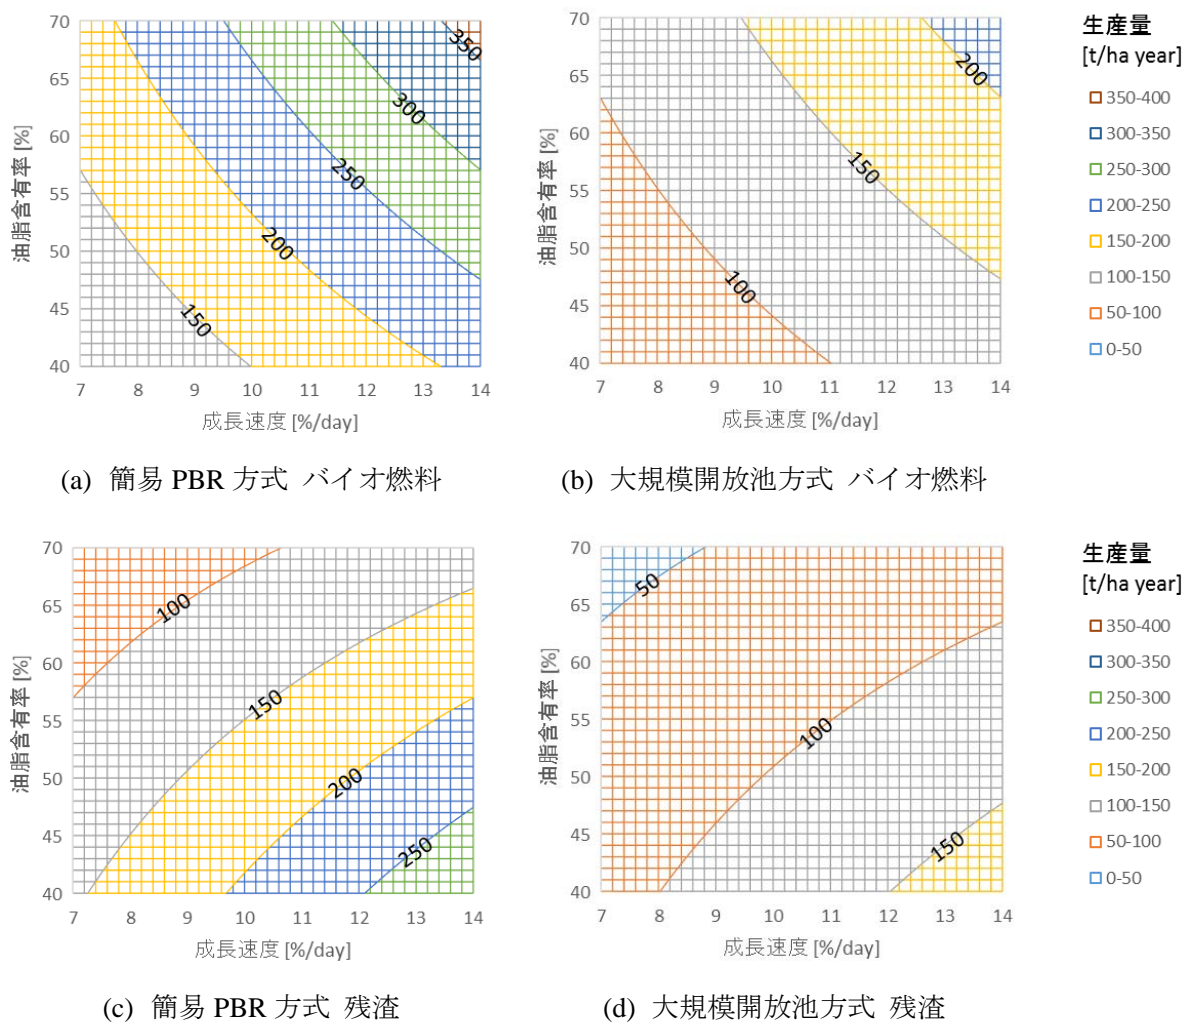 70
65
60
55
50
45
40
油脂含有率 [%]
350
300
250
200
150
7 8 9 10 11 12 13 14
成長速度 [%/day]
(a) 簡易 PBR 方式 バイオ燃料
70
65
60
55
50
45
40
油脂含有率 [%]
200
150
100
7 8 9 10 11 12 13 14
成長速度 [%/day]
(b) 大規模開放池方式 バイオ燃料
生産量
[t/ha year]
350-400
300-350
250-300
200-250
150-200
100-150
50-100
0-50
70
65
60
55
50
45
40
油脂含有率 [%]
100
150
200
250
7 8 9 10 11 12 13 14
成長速度 [%/day]
(c) 簡易 PBR 方式 残渣
70
65
60
55
50
45
40
油脂含有率 [%]
50
100
150
7 8 9 10 11 12 13 14
成長速度 [%/day]
(d) 大規模開放池方式 残渣
生産量
[t/ha year]
350-400
300-350
250-300
200-250
150-200
100-150
50-100
0-50